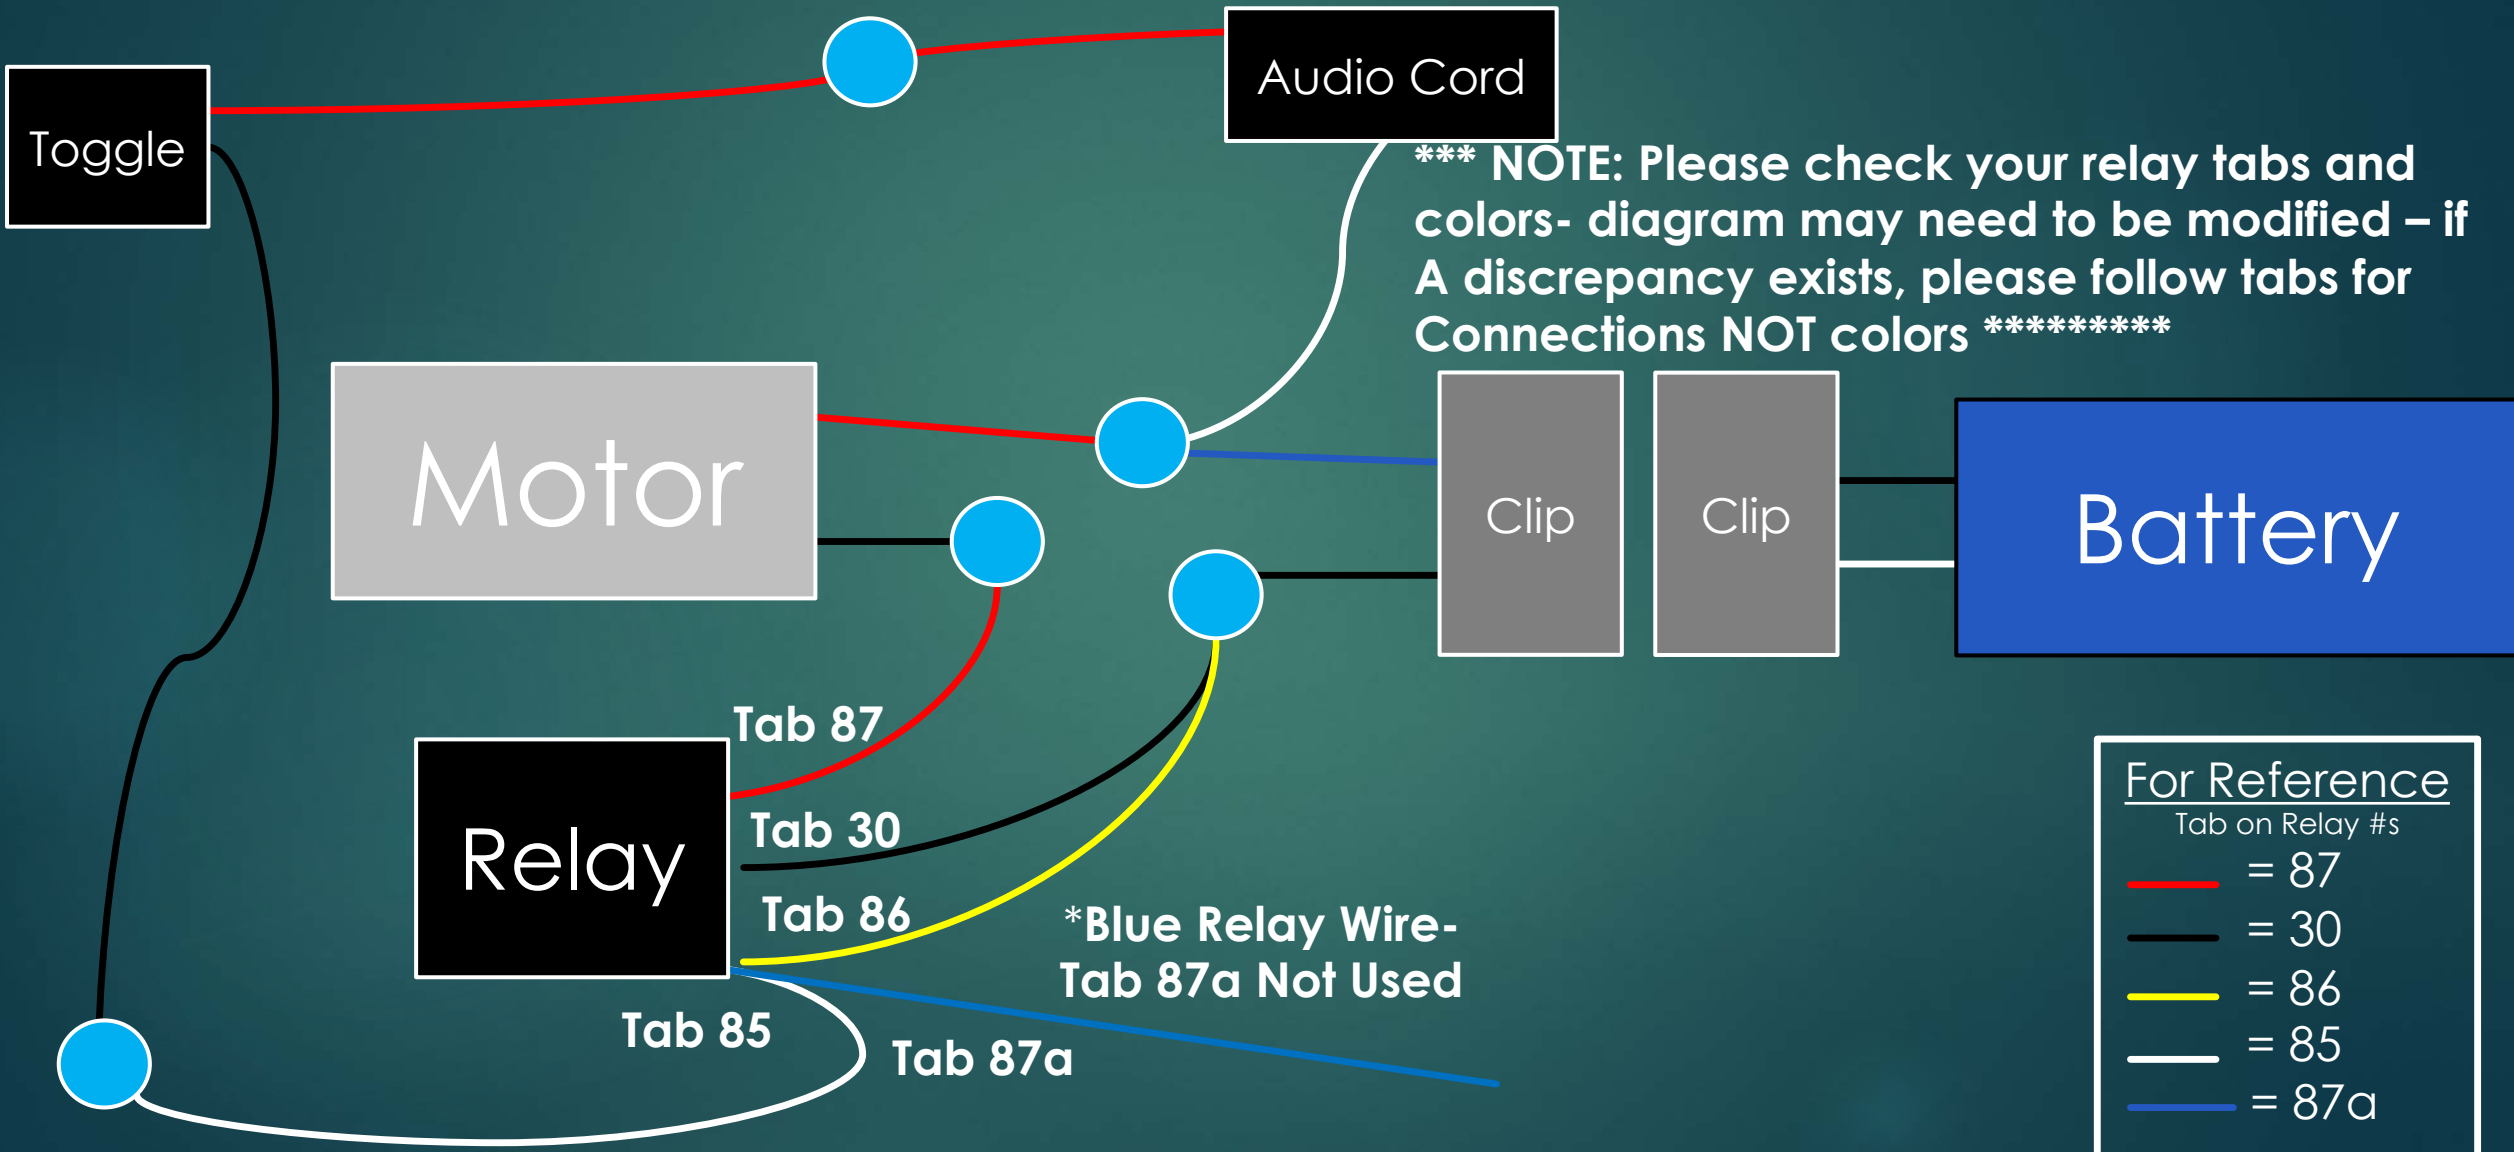 Audio Cord
Toggle
*** NOTE: Please check your relay tabs and
colors- diagram may need to be modified – if
A discrepancy exists, please follow tabs for
Connections NOT colors *********
Motor
Clip
Clip
Battery
Tab 87
Relay
Tab 30
Tab 86
*Blue Relay Wire-
Tab 87a Not Used
Tab 85
Tab 87a
For Reference
Tab on Relay #s
= 87
= 30
= 86
= 85
= 87a